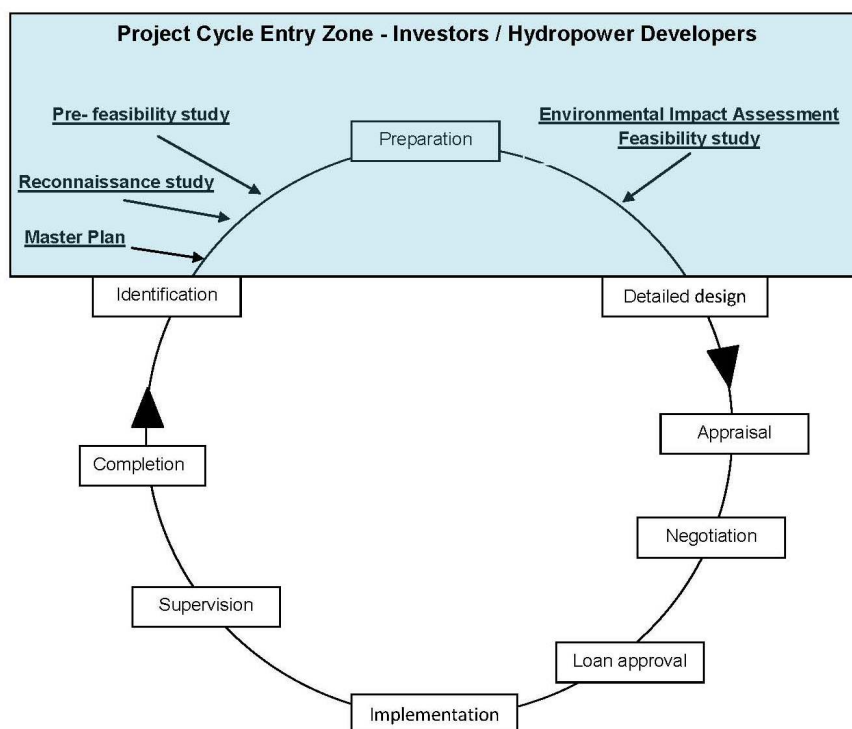 Project Cycle Entry Zone - Investors / Hydropower Developers
Pre- feasibility study
Environmental Impact Assessment
Feasibility study
Preparation
Reconnaissance study
Master Plan
Identification
Detailed design
Appraisal
Completion
Negotiation
Supervision
Loan approval
Implementation